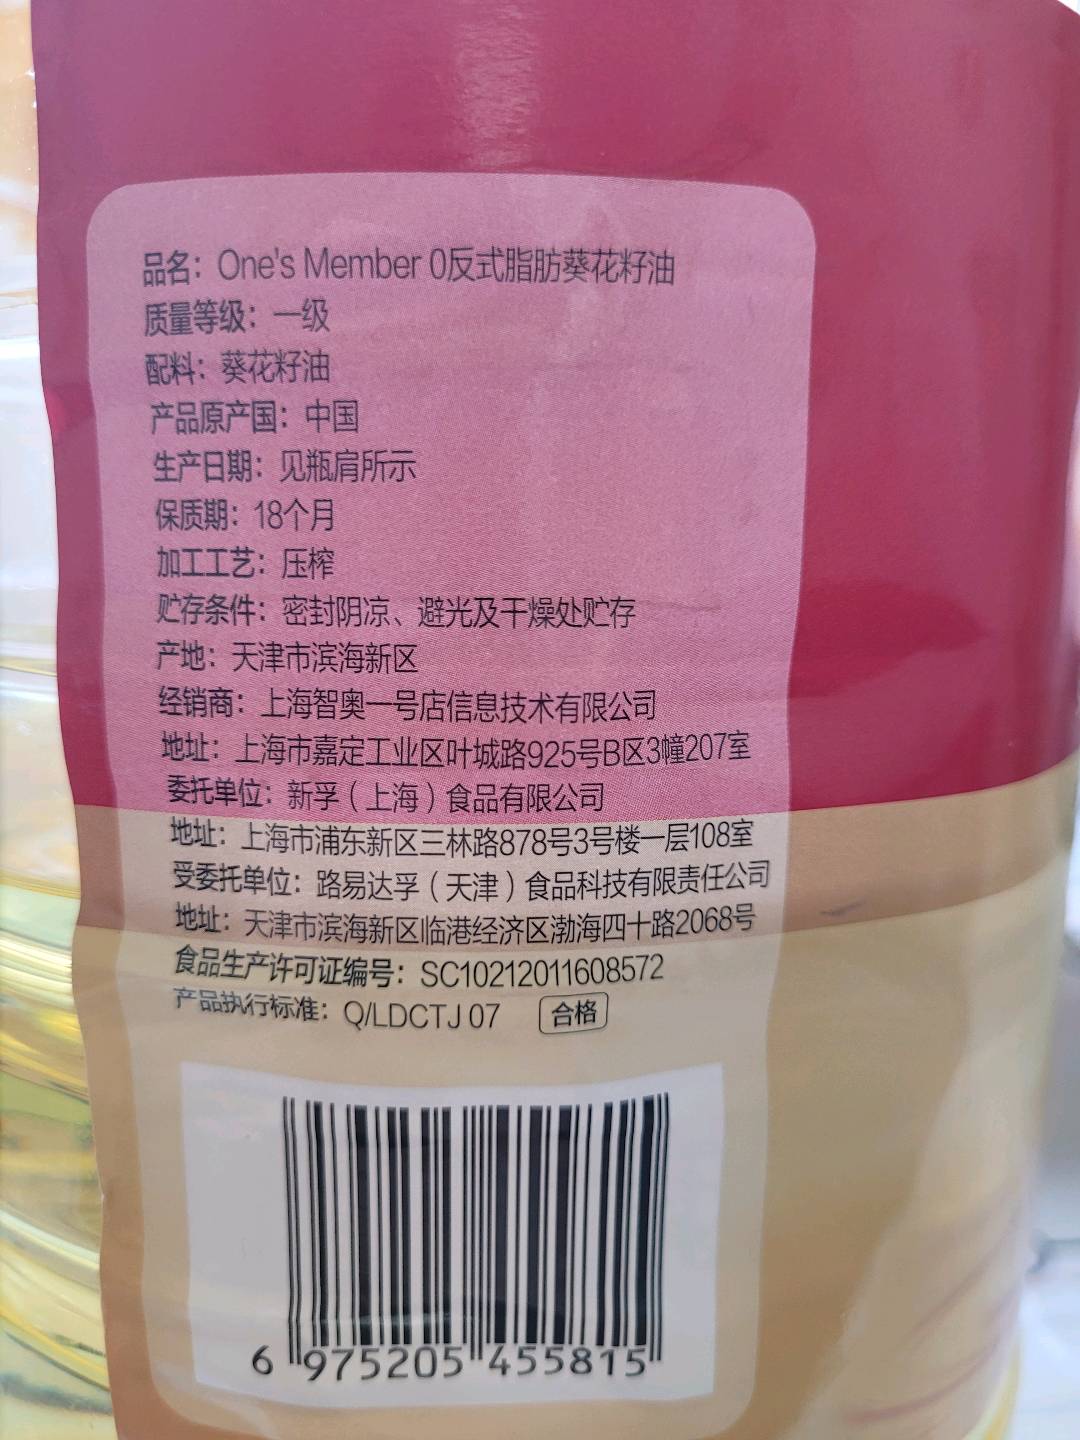 品名：One's Member 0反式脂肪葵花籽油
质量等级：一级
配料：葵花籽油
产品原产国：中国
生产日期：见瓶肩所示
保质期：18个月
加工工艺：压榨
贮存条件：密封阴凉、避光及干燥处贮存
产地：天津市滨海新区
经销商：上海智奥一号店信息技术有限公司
地址：上海市嘉定工业区叶城路925号B区3幢207室
委托单位：新孚（上海）食品有限公司
地址：上海市浦东新区三林路878号3号楼一层108室
受委托单位：路易达孚（天津）食品科技有限责任公司
地址：天津市滨海新区临港经济区渤海四十路2068号
食品生产许可证编号：SC10212011608572
产品执行标准：Q/LDCTJ 07 合格
6 975205 455815